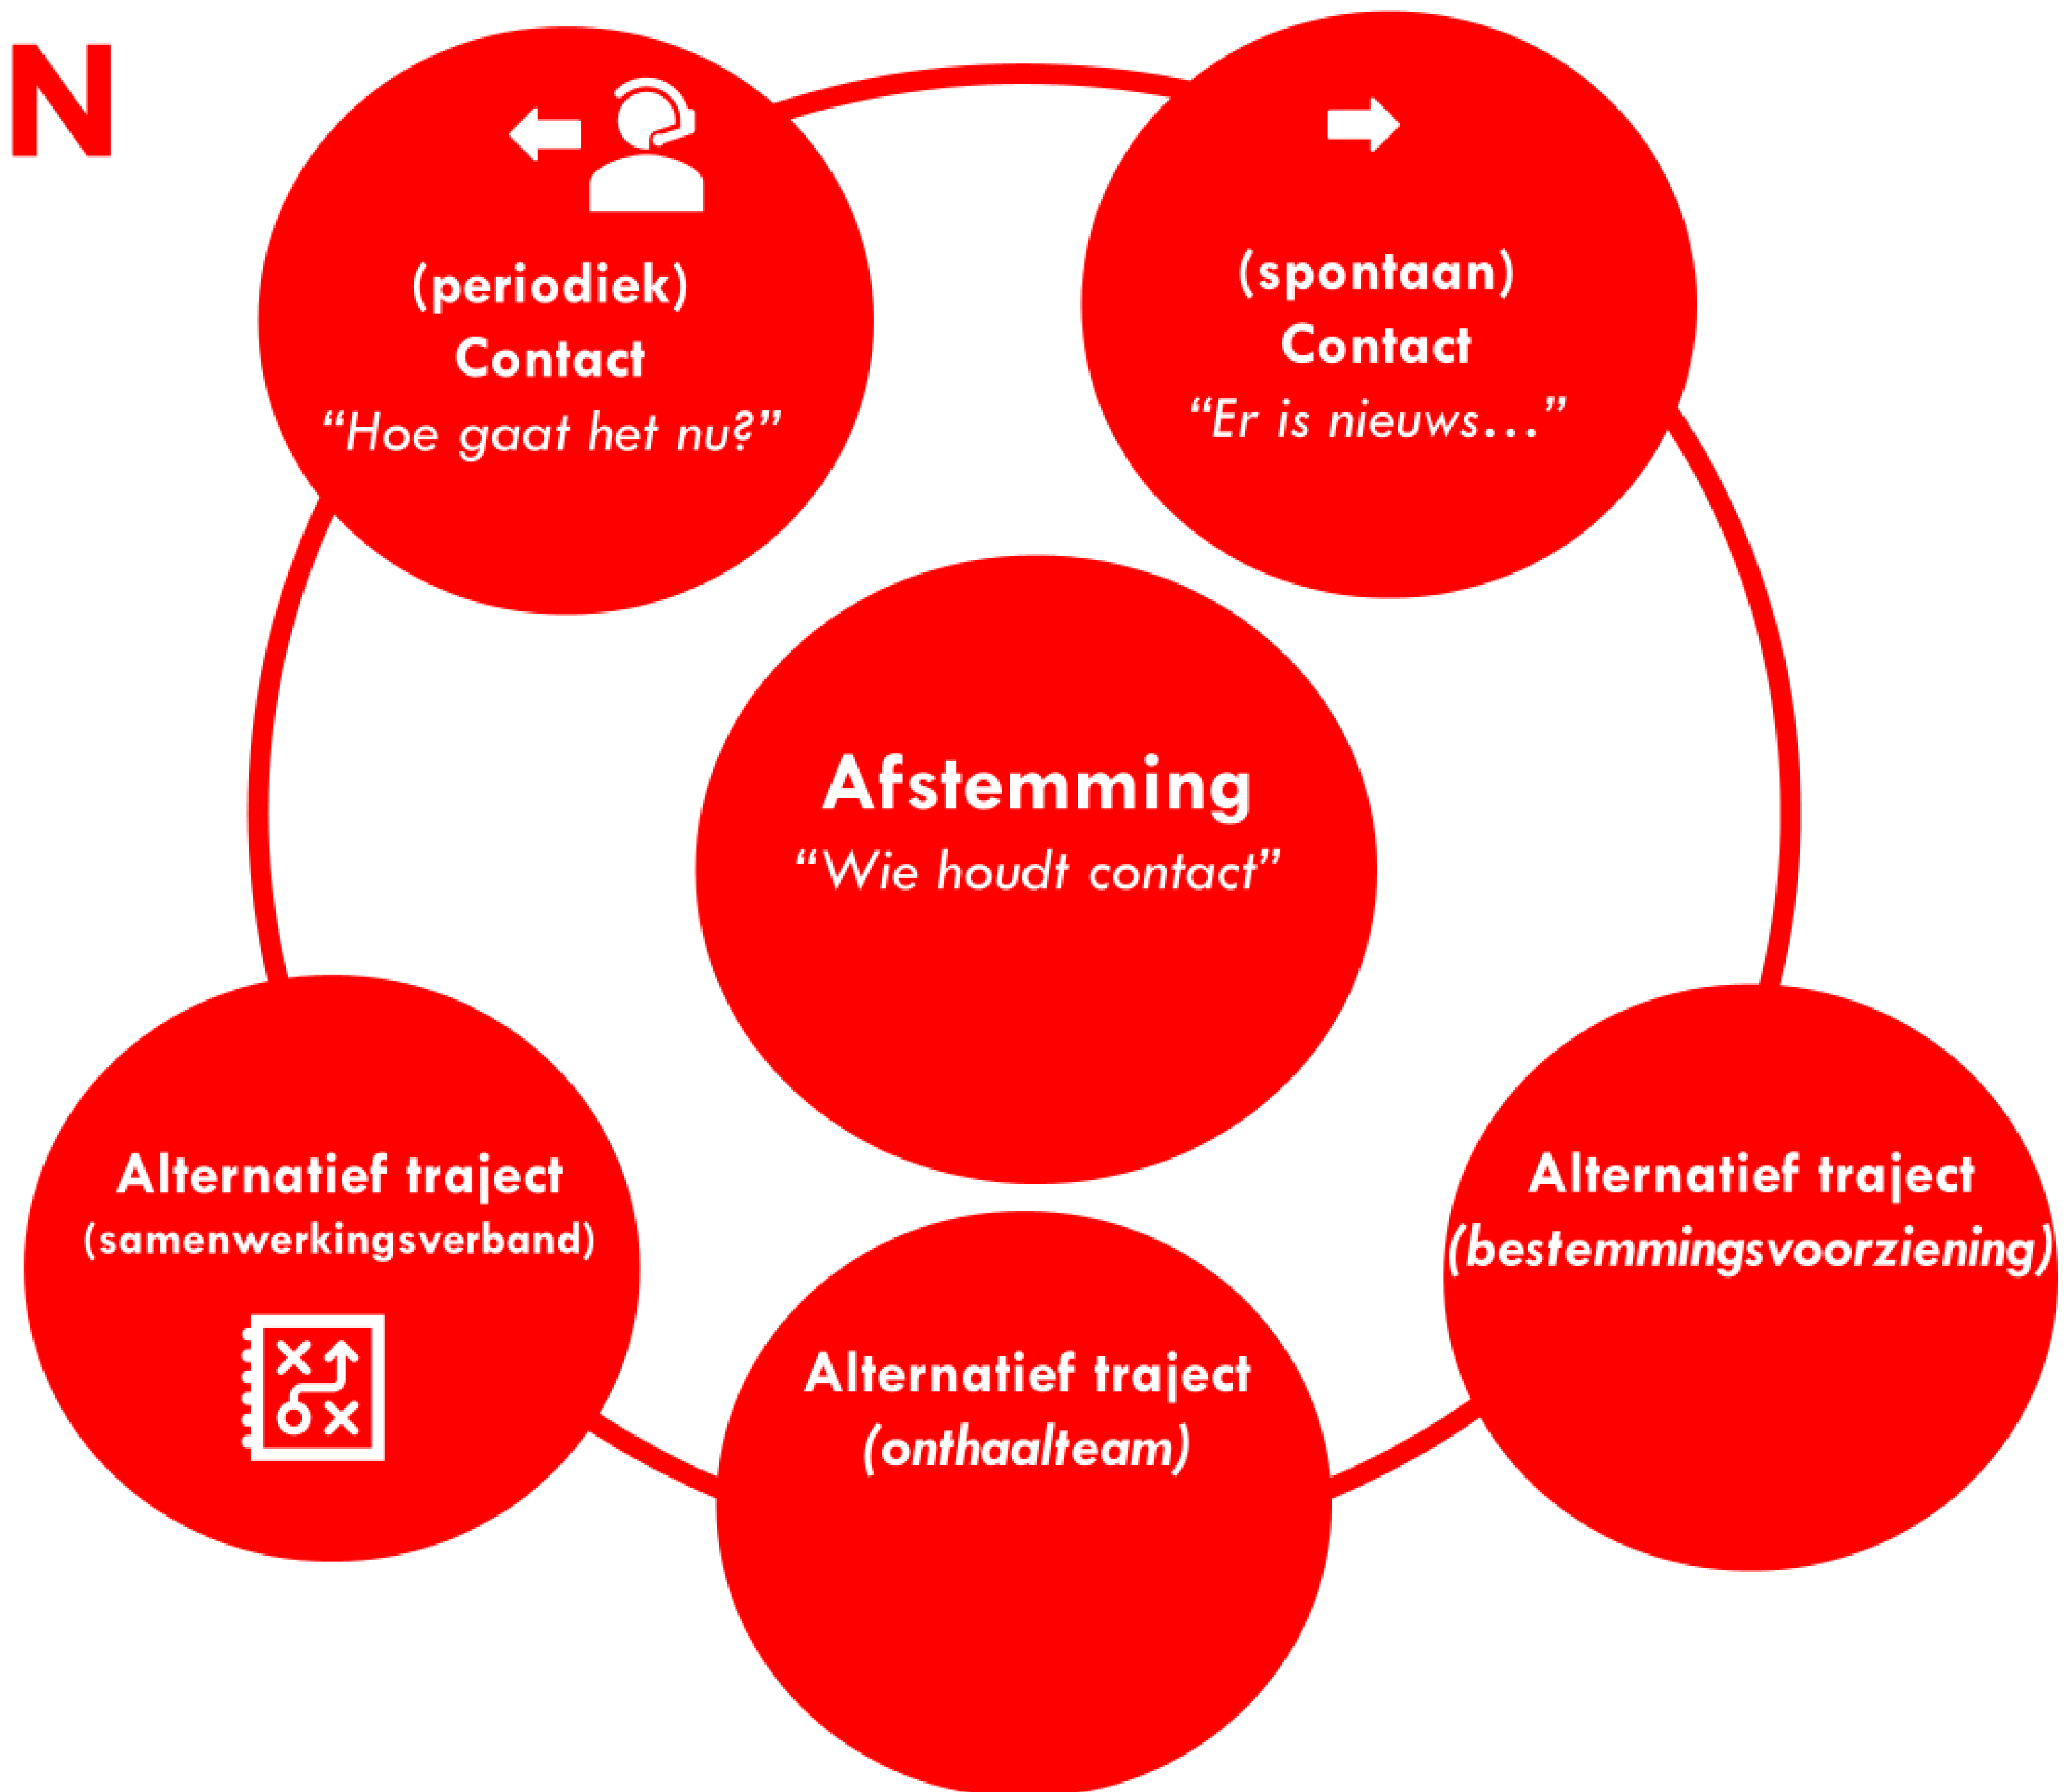 N
(periodiek)
Contact
“Hoe gaat het nu?”
(spontaan)
Contact
“Er is nieuws...”
Afstemming
“Wie houdt contact”
Alternatief traject
(samenwerkingsverband)
Alternatief traject
(onthaalteam)
Alternatief traject
(bestemmingsvoorziening)